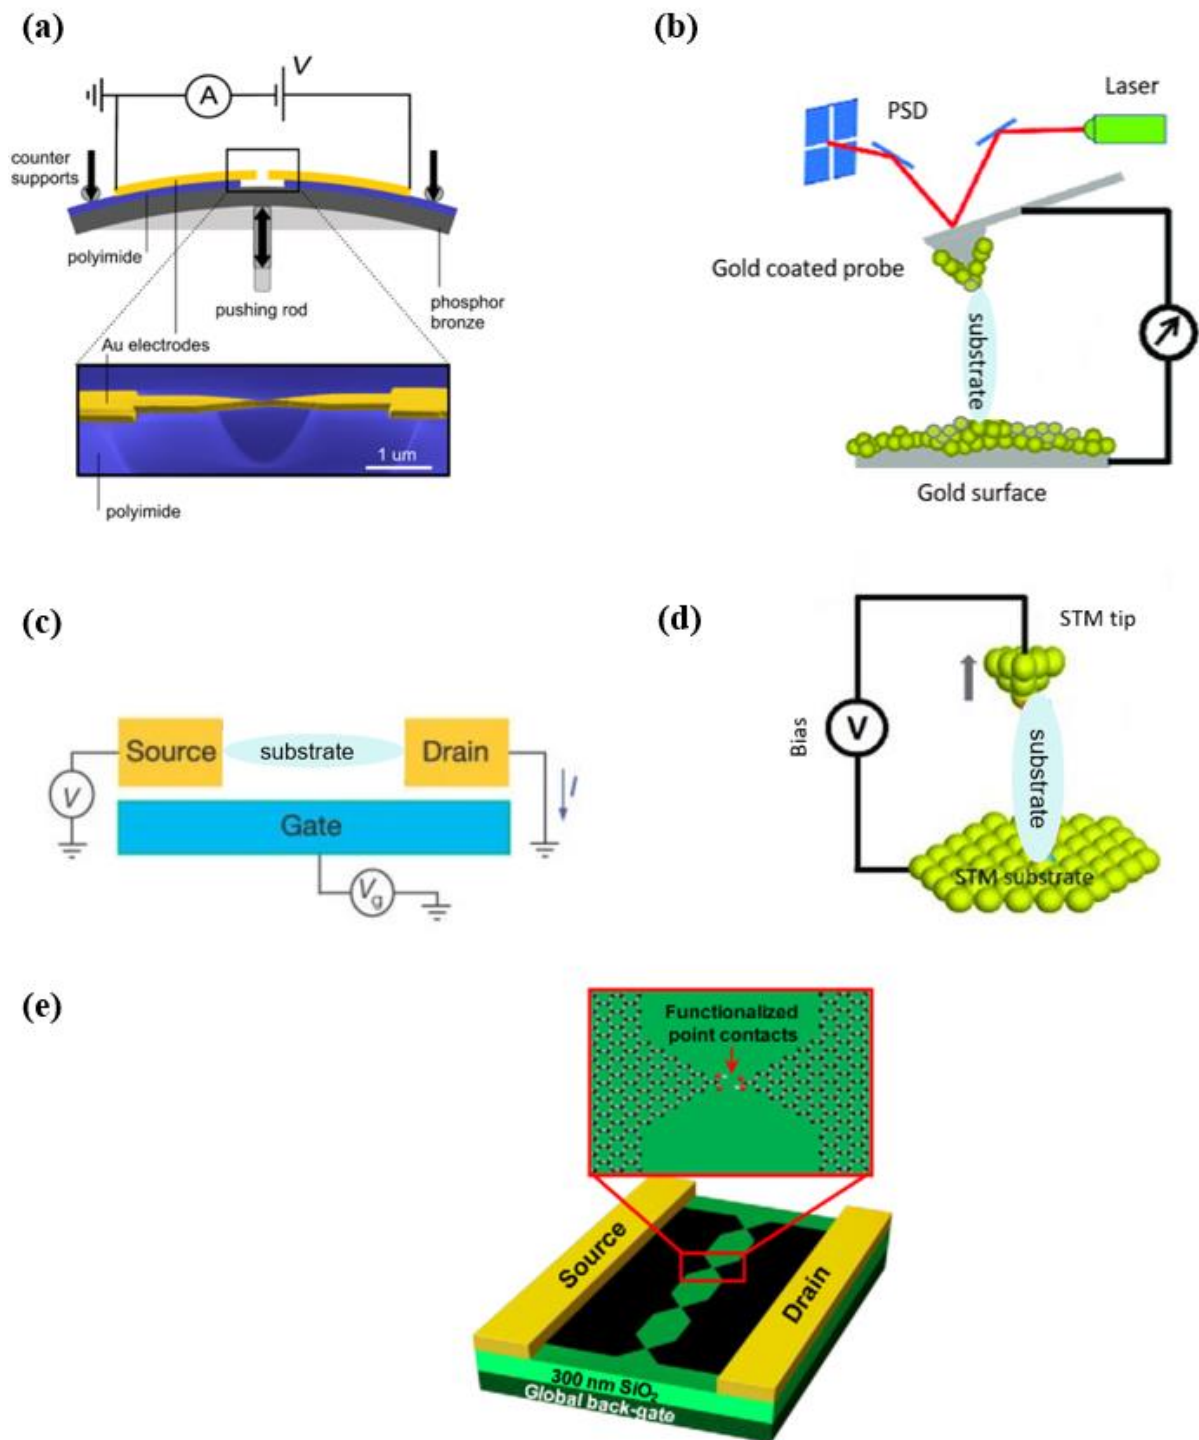 (a)
V
A
counter
supports
polyimide
pushing rod
phosphor
bronze
Au electrodes
1 um
polyimide
(b)
Laser
PSD
Gold coated probe
substrate
Gold surface
(c)
Source
substrate
Drain
V
I
Gate
Vg
(d)
STM tip
Bias
V
substrate
STM substrate
(e)
Functionalized
point contacts
Source
Drain
300 nm SiO₂
Global back-gate